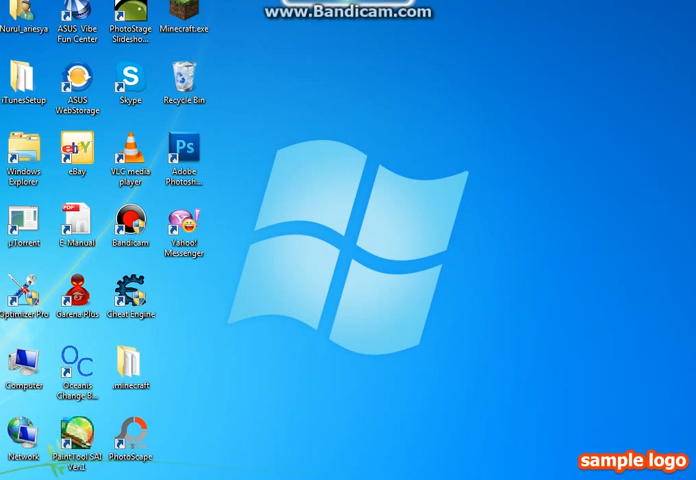 www.Bandicam.com
Nurul_ariesya
ASUS Vibe
Fun Center
PhotoStage
Slidesho...
Minecraft.exe
iTunesSetup
ASUS
WebStorage
Skype
Recycle Bin
Windows
Explorer
eBay
VLC media
player
Adobe
Photosh...
µTorrent
E-Manual
Bandicam
Yahoo!
Messenger
Optimizer Pro
Garena Plus
Cheat Engine
Computer
Oceanis
Change B...
.minecraft
Network
PaintTool SAI
Ver.1
PhotoScape
sample logo